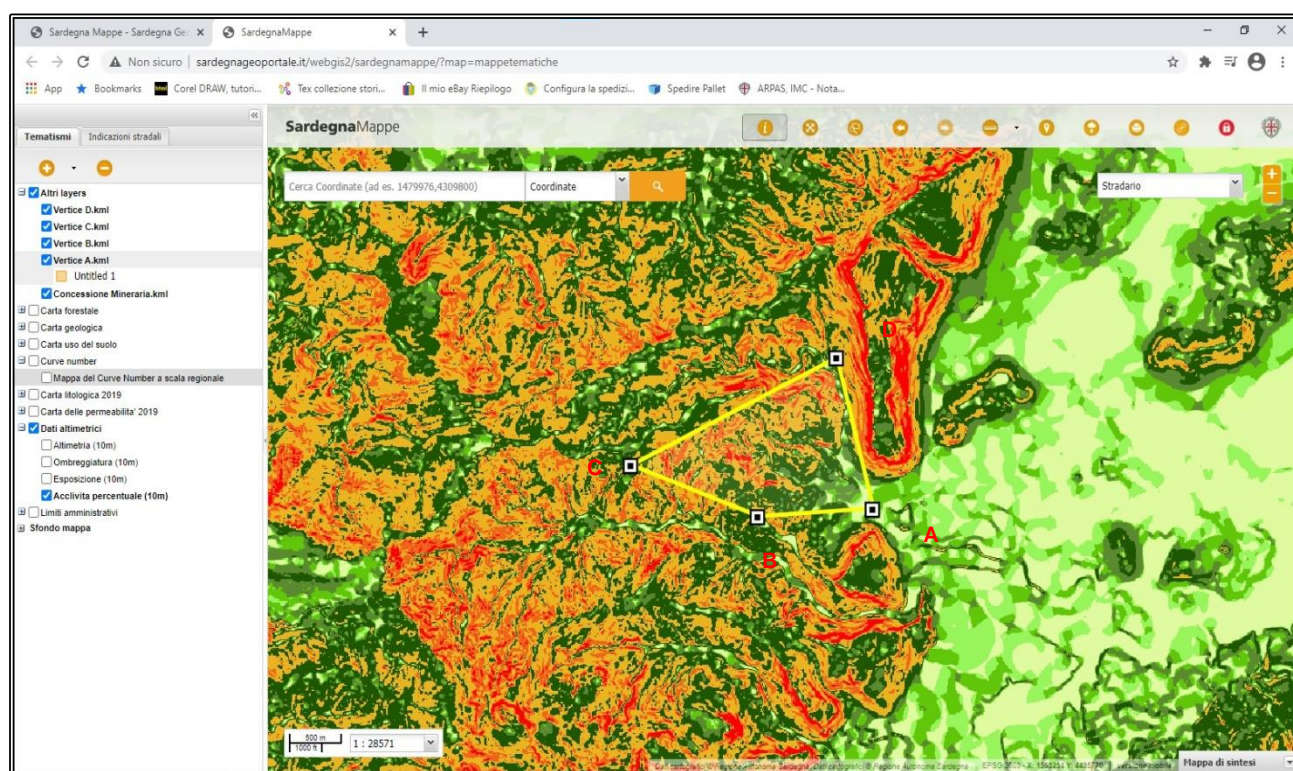 Sardegna Mappe - Sardegna Geo
SardegnaMappe
Non sicuro | sardegnageoportale.it/webgis2/sardegnamappe/?map=mappetematiche
App Bookmarks Corel DRAW, tutori... Tex collezione stori... Il mio eBay Riepilogo Configura la spedizi... Spedire Pallet ARPAS, IMC - Nota...
Tematismi Indicazioni stradali
Altri layers
Vertice D.kml
Vertice C.kml
Vertice B.kml
Vertice A.kml
Untitled 1
Concessione Mineraria.kml
Carta forestale
Carta geologica
Carta uso del suolo
Curve number
Mappa del Curve Number a scala regionale
Carta litologica 2019
Carta delle permeabilita' 2019
Dati altimetrici
Altimetria (10m)
Ombreggiatura (10m)
Esposizione (10m)
Acclivita percentuale (10m)
Limiti amministrativi
Sfondo mappa
SardegnaMappe
Cerca Coordinate (ad es. 1479976,4309800) Coordinate
Stradario
D
C
A
B
500 m
1000 ft
1 : 28571
Mappa di sintesi